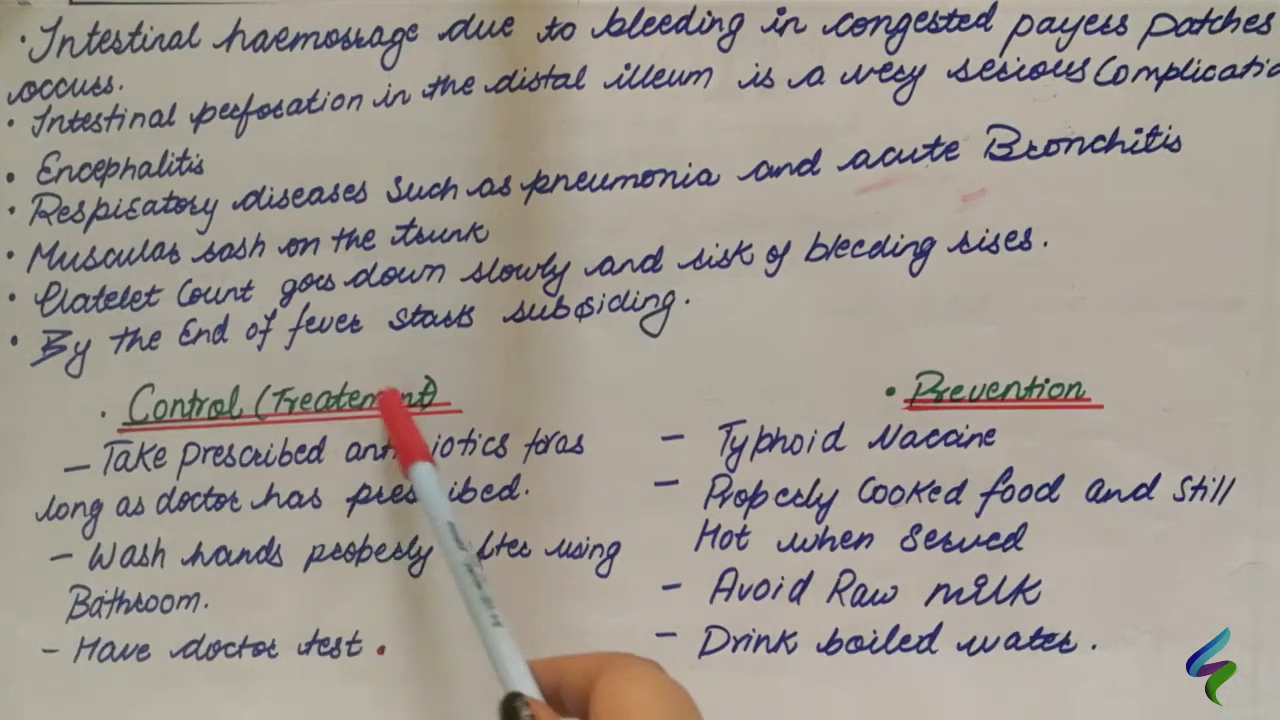 • Intestinal haemorrage due to bleeding in congested payers patches
occurs.
• Intestinal perforation in the distal illeum is a very serious Complicatio
• Encephalitis
• Respiratory diseases such as pneumonia and acute Bronchitis
• Muscular rash on the trunk
• Platelet Count goes down slowly and risk of bleeding rises.
• By the End of fever starts subsiding.
• Control (Treatement)
— Take prescribed antibiotics for as
long as doctor has prescribed.
— Wash hands properly after using
Bathroom.
— Have doctor test.
• Prevention
— Typhoid Vaccine
— Properly Cooked food and still
Hot when Served
— Avoid Raw milk
— Drink boiled water.